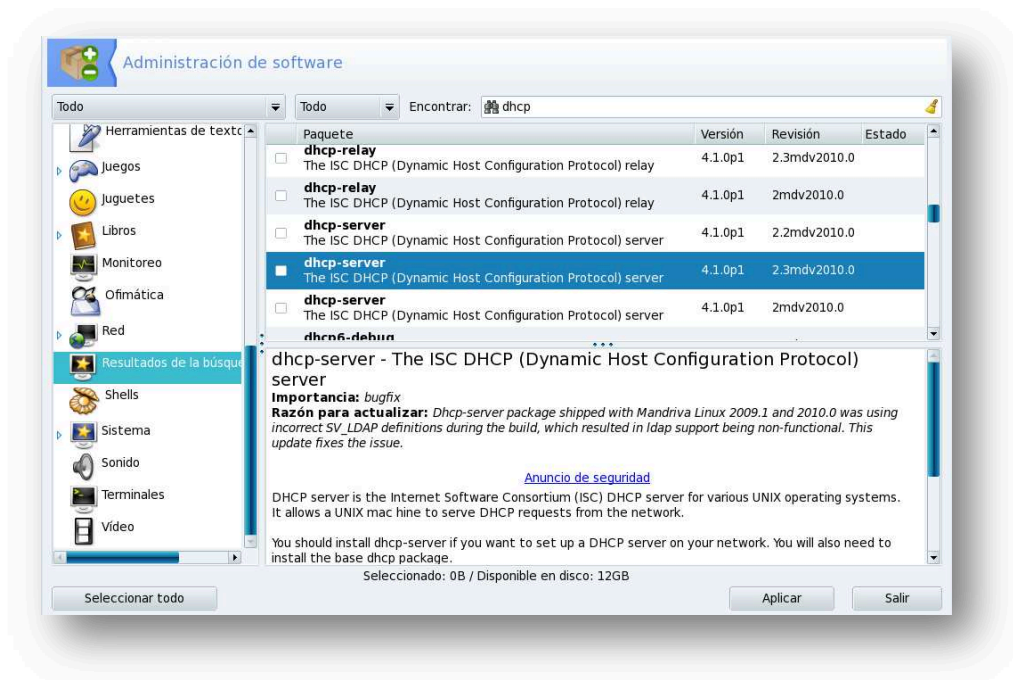 Administración de software
Todo Todo Encontrar: dhcp
Herramientas de texto
Juegos
Juguetes
Libros
Monitoreo
Ofimática
Red
Resultados de la búsque
Shells
Sistema
Sonido
Terminales
Vídeo
Paquete Versión Revisión Estado
dhcp-relay
The ISC DHCP (Dynamic Host Configuration Protocol) relay 4.1.0p1 2.3mdv2010.0
dhcp-relay
The ISC DHCP (Dynamic Host Configuration Protocol) relay 4.1.0p1 2mdv2010.0
dhcp-server
The ISC DHCP (Dynamic Host Configuration Protocol) server 4.1.0p1 2.2mdv2010.0
dhcp-server
The ISC DHCP (Dynamic Host Configuration Protocol) server 4.1.0p1 2.3mdv2010.0
dhcp-server
The ISC DHCP (Dynamic Host Configuration Protocol) server 4.1.0p1 2mdv2010.0
dhcp6-debug
dhcp-server - The ISC DHCP (Dynamic Host Configuration Protocol)
server
Importancia: bugfix
Razón para actualizar: Dhcp-server package shipped with Mandriva Linux 2009.1 and 2010.0 was using
incorrect SV_LDAP definitions during the build, which resulted in ldap support being non-functional. This
update fixes the issue.
Anuncio de seguridad
DHCP server is the Internet Software Consortium (ISC) DHCP server for various UNIX operating systems.
It allows a UNIX mac hine to serve DHCP requests from the network.
You should install dhcp-server if you want to set up a DHCP server on your network. You will also need to
install the base dhcp package.
Seleccionado: 0B / Disponible en disco: 12GB
Seleccionar todo Aplicar Salir